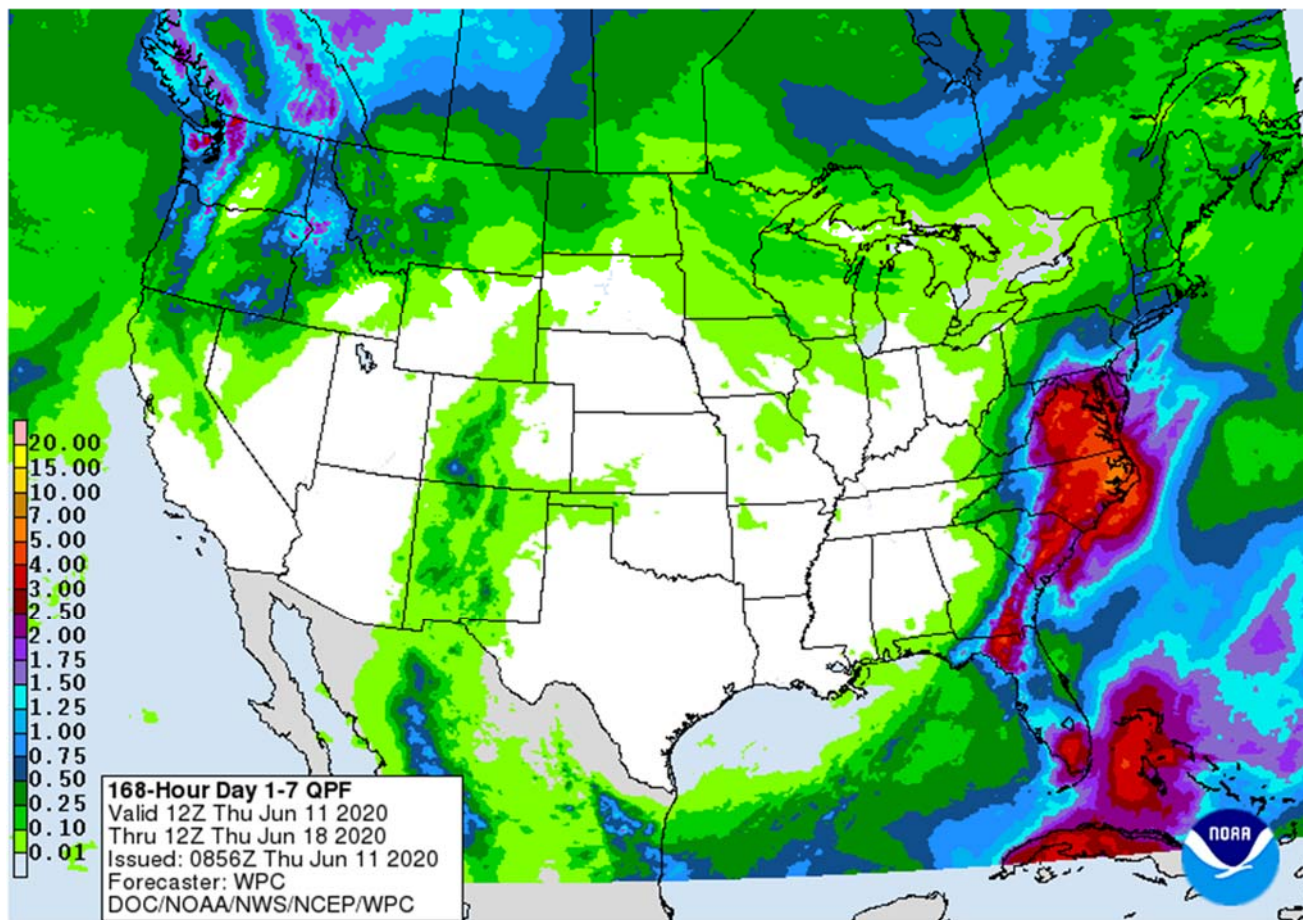 20.00
15.00
10.00
7.00
5.00
4.00
3.00
2.50
2.00
1.75
1.50
1.25
1.00
0.75
0.50
0.25
0.10
0.01
168-Hour Day 1-7 QPF
Valid 12Z Thu Jun 11 2020
Thru 12Z Thu Jun 18 2020
Issued: 0856Z Thu Jun 11 2020
Forecaster: WPC
DOC/NOAA/NWS/NCEP/WPC
NOAA